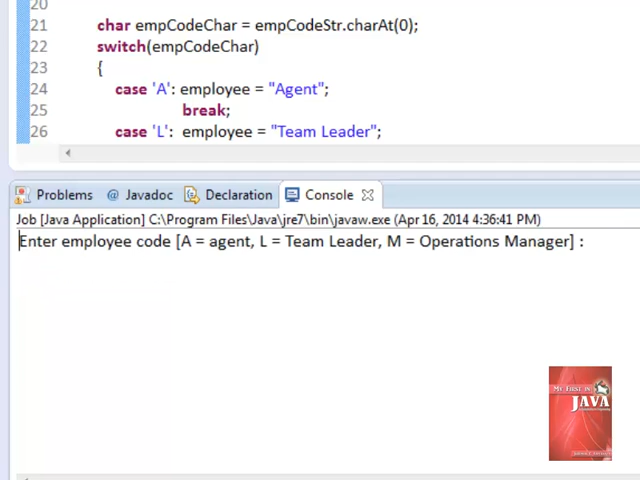 20
21 char empCodeChar = empCodeStr.charAt(0);
22 switch(empCodeChar)
23 {
24 case 'A': employee = "Agent";
25 break;
26 case 'L': employee = "Team Leader";
Problems @ Javadoc Declaration Console
Job [Java Application] C:\Program Files\Java\jre7\bin\javaw.exe (Apr 16, 2014 4:36:41 PM)
Enter employee code [A = agent, L = Team Leader, M = Operations Manager] :
MY FIRST IN
JAVA